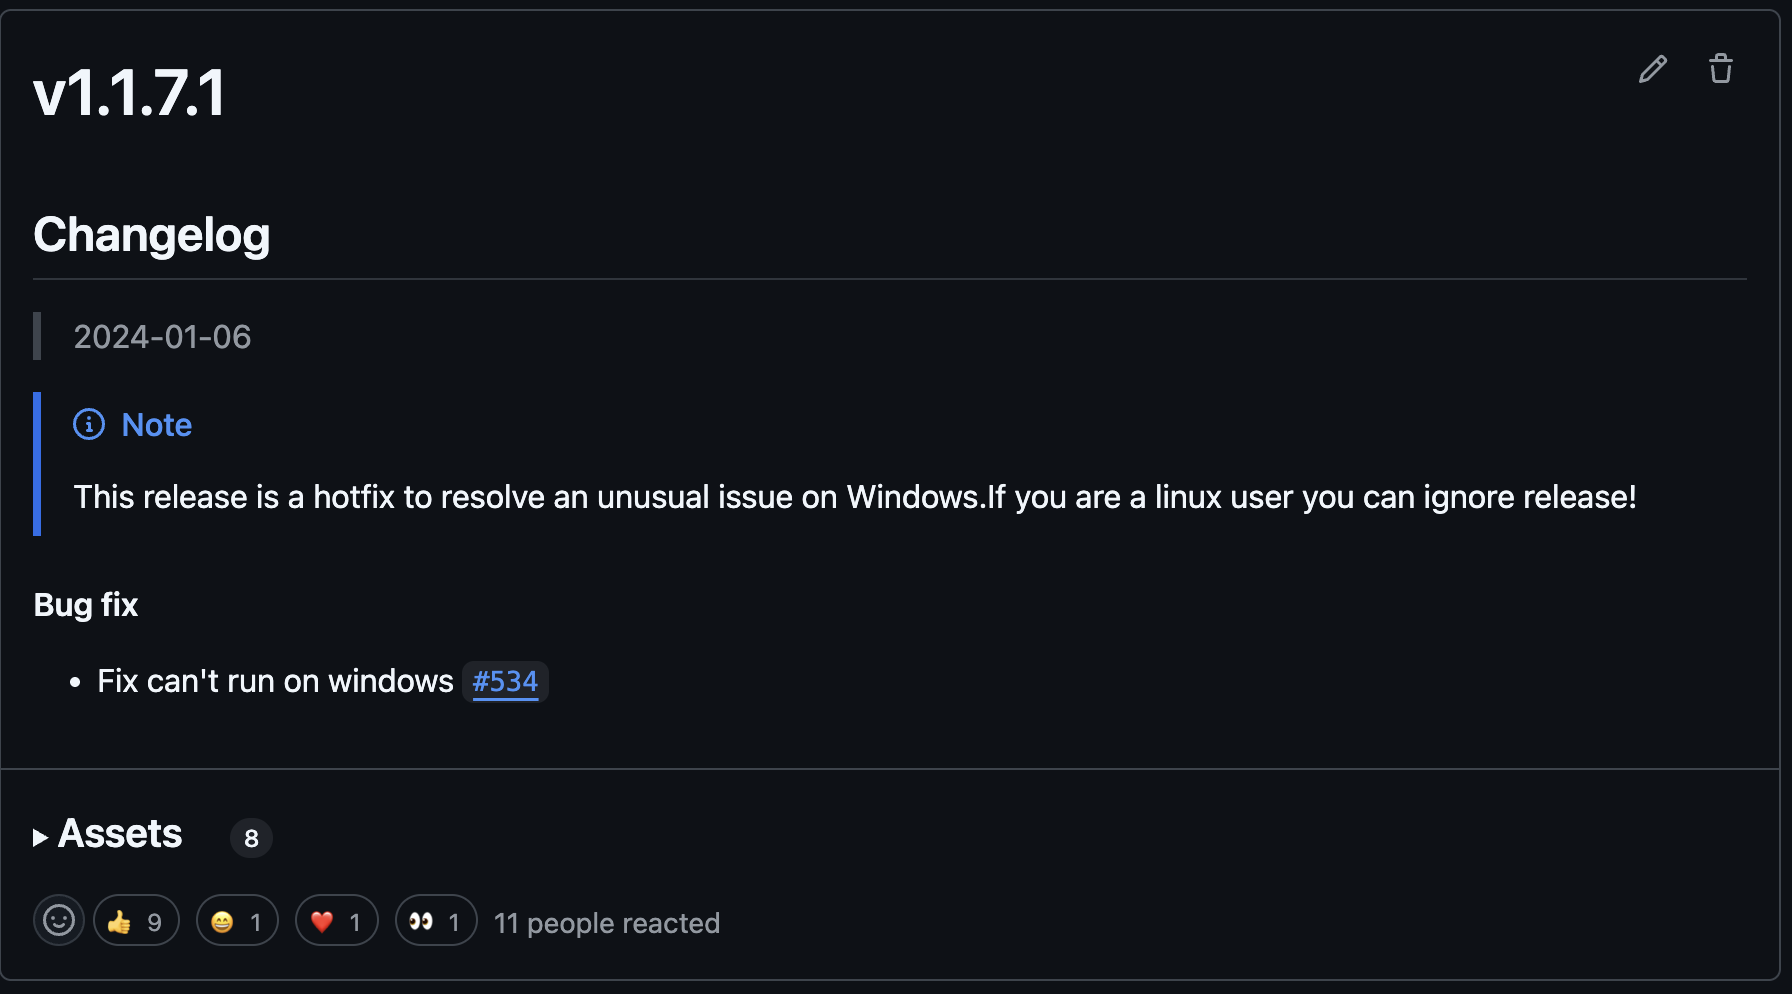 v1.1.7.1
Changelog
2024-01-06
Note
This release is a hotfix to resolve an unusual issue on Windows.If you are a linux user you can ignore release!
Bug fix
• Fix can't run on windows #534
Assets 8
👍 9 😄 1 ❤️ 1 👀 1 11 people reacted